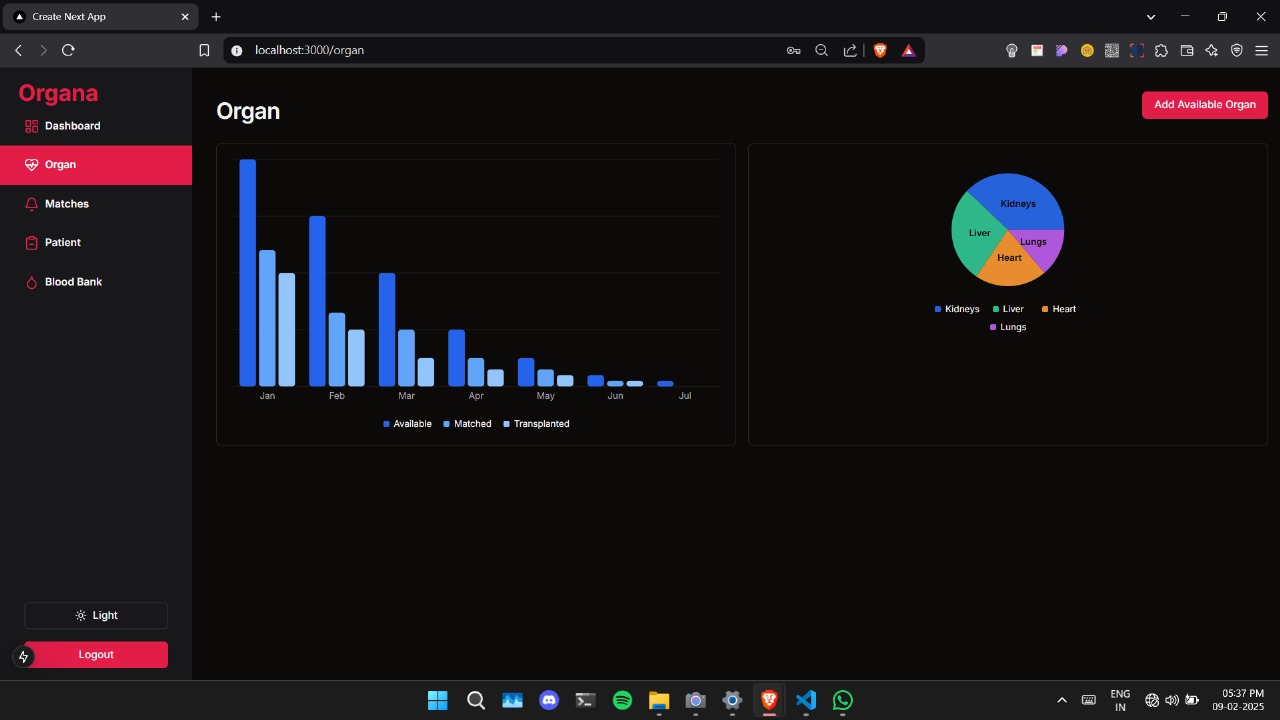 Create Next App
localhost:3000/organ
Organa
Dashboard
Organ
Matches
Patient
Blood Bank
Light
Logout
Organ
Add Available Organ
Jan Feb Mar Apr May Jun Jul
Available Matched Transplanted
Kidneys
Liver
Lungs
Heart
Kidneys Liver Heart
Lungs
ENG
IN
05:37 PM
09-02-2025